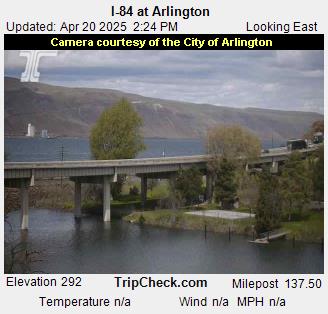 I-84 at Arlington
Updated: Apr 20 2025 2:24 PM Looking East
Camera courtesy of the City of Arlington
Elevation 292 TripCheck.com Milepost 137.50
Temperature n/a Wind n/a MPH n/a